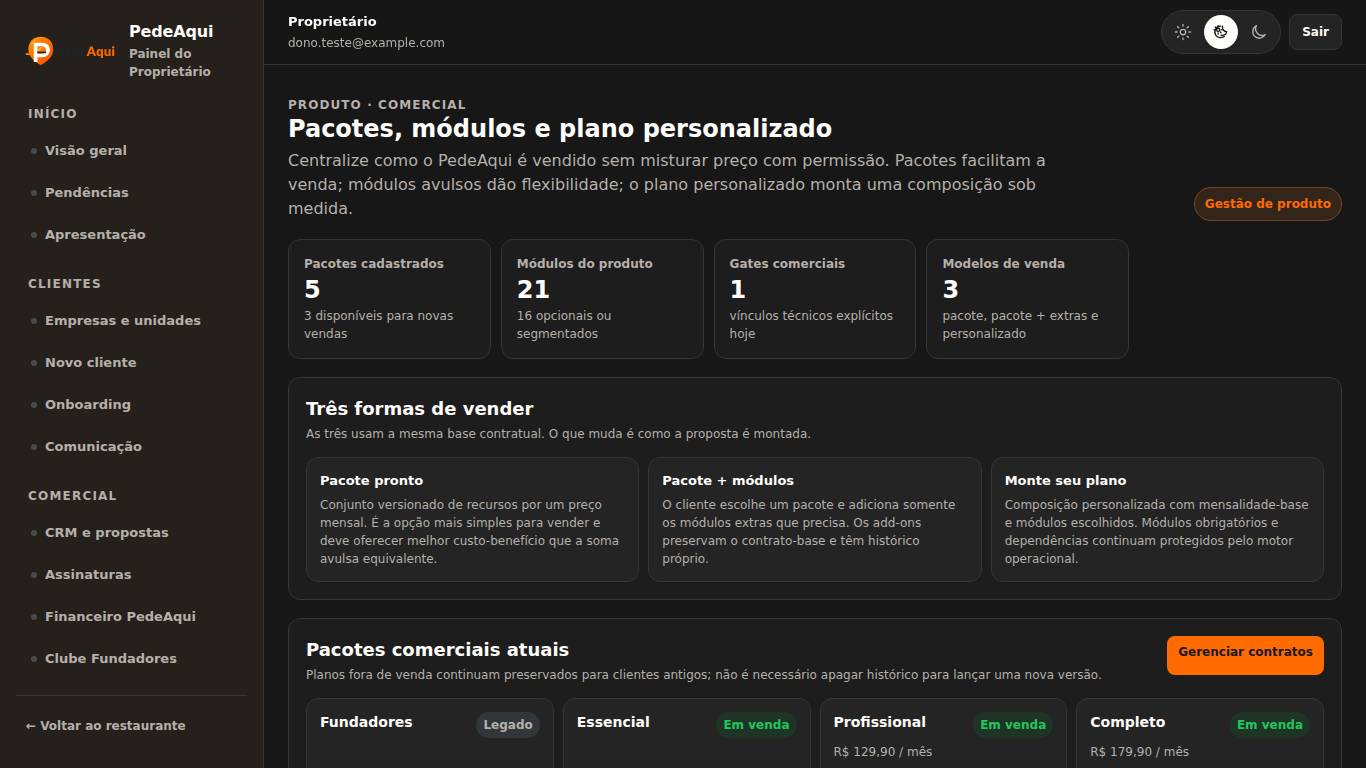 Aqui
PedeAqui
Painel do
Proprietário
INÍCIO
Visão geral
Pendências
Apresentação
CLIENTES
Empresas e unidades
Novo cliente
Onboarding
Comunicação
COMERCIAL
CRM e propostas
Assinaturas
Financeiro PedeAqui
Clube Fundadores
← Voltar ao restaurante
Proprietário
dono.teste@example.com
Sair
PRODUTO · COMERCIAL
Pacotes, módulos e plano personalizado
Centralize como o PedeAqui é vendido sem misturar preço com permissão. Pacotes facilitam a
venda; módulos avulsos dão flexibilidade; o plano personalizado monta uma composição sob
medida.
Gestão de produto
Pacotes cadastrados
5
3 disponíveis para novas
vendas
Módulos do produto
21
16 opcionais ou
segmentados
Gates comerciais
1
vínculos técnicos explícitos
hoje
Modelos de venda
3
pacote, pacote + extras e
personalizado
Três formas de vender
As três usam a mesma base contratual. O que muda é como a proposta é montada.
Pacote pronto
Conjunto versionado de recursos por um preço
mensal. É a opção mais simples para vender e
deve oferecer melhor custo-benefício que a soma
avulsa equivalente.
Pacote + módulos
O cliente escolhe um pacote e adiciona somente
os módulos extras que precisa. Os add-ons
preservam o contrato-base e têm histórico
próprio.
Monte seu plano
Composição personalizada com mensalidade-base
e módulos escolhidos. Módulos obrigatórios e
dependências continuam protegidos pelo motor
operacional.
Pacotes comerciais atuais
Planos fora de venda continuam preservados para clientes antigos; não é necessário apagar histórico para lançar uma nova versão.
Gerenciar contratos
Fundadores
Legado
Essencial
Em venda
Profissional
Em venda
R$ 129,90 / mês
Completo
Em venda
R$ 179,90 / mês